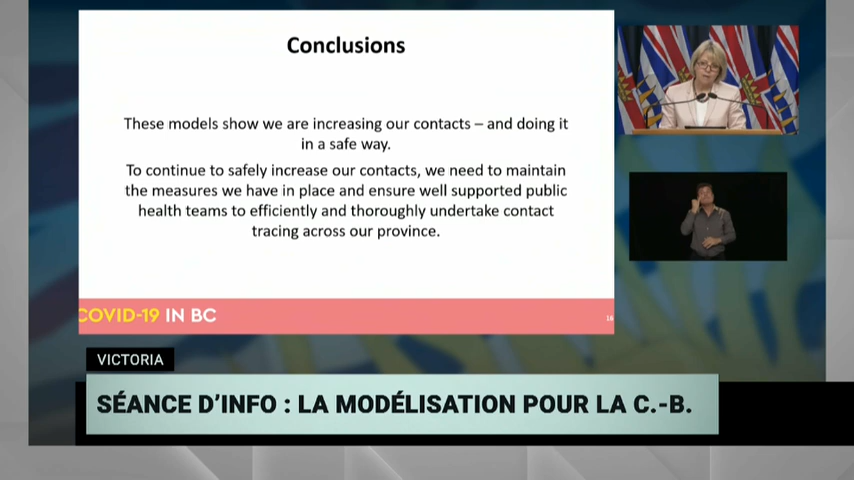 Conclusions
These models show we are increasing our contacts – and doing it
in a safe way.
To continue to safely increase our contacts, we need to maintain
the measures we have in place and ensure well supported public
health teams to efficiently and thoroughly undertake contact
tracing across our province.
COVID-19 IN BC
16
VICTORIA
SÉANCE D'INFO : LA MODÉLISATION POUR LA C.-B.